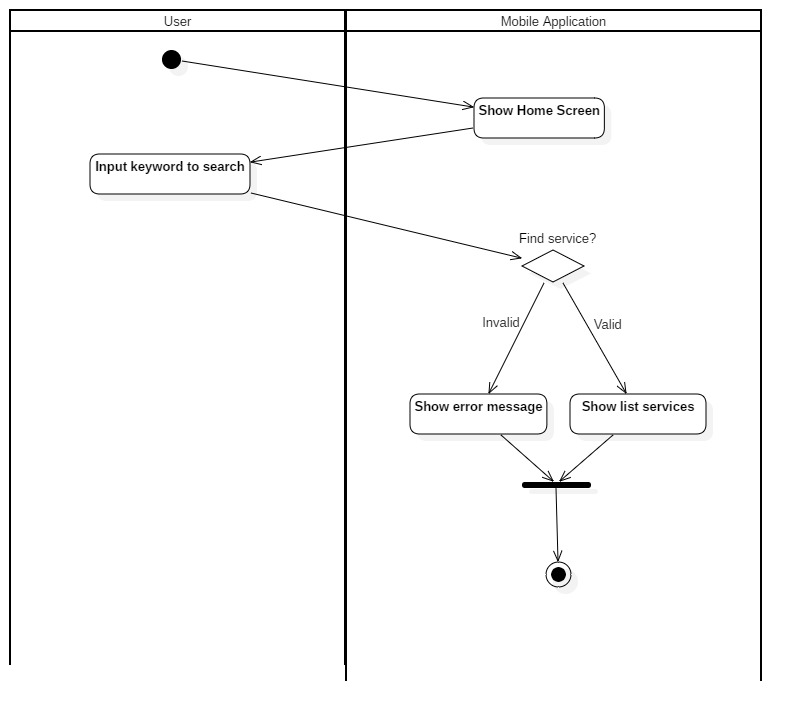 User
Mobile Application
Show Home Screen
Input keyword to search
Find service?
Invalid
Valid
Show error message
Show list services